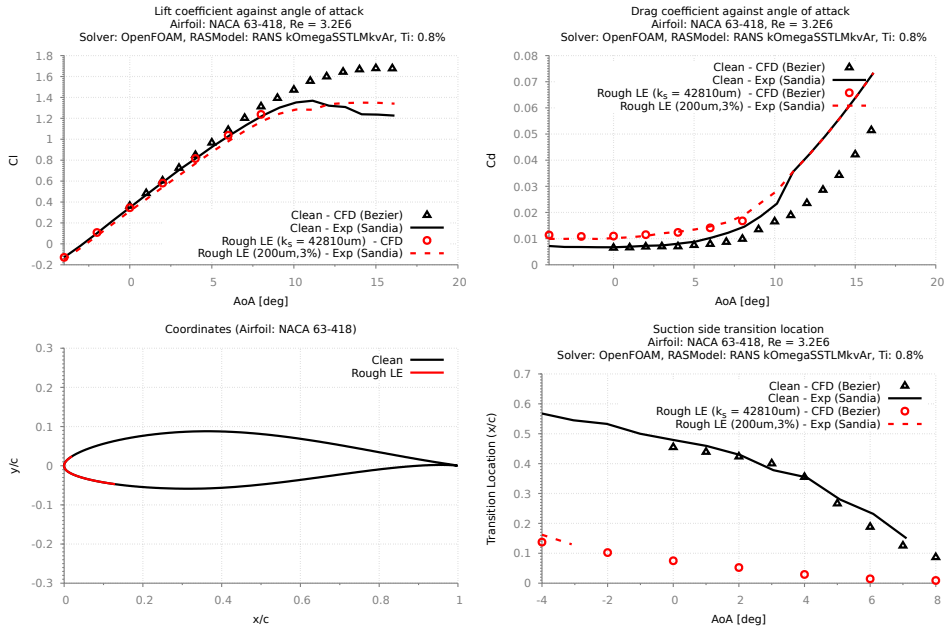 Lift coefficient against angle of attack
Airfoil: NACA 63-418, Re = 3.2E6
Solver: OpenFOAM, RASModel: RANS kOmegaSSTLMkvAr, Ti: 0.8%
1.8
1.6
1.4
1.2
1
0.8
0.6
0.4
0.2
0
-0.2
Cl
Clean - CFD (Bezier)
Clean - Exp (Sandia)
Rough LE (ks = 42810um) - CFD
Rough LE (200um,3%) - Exp (Sandia)
0
5
10
15
20
AoA [deg]
Drag coefficient against angle of attack
Airfoil: NACA 63-418, Re = 3.2E6
Solver: OpenFOAM, RASModel: RANS kOmegaSSTLMkvAr, Ti: 0.8%
0.08
0.07
0.06
0.05
0.04
0.03
0.02
0.01
0
Cd
Clean - CFD (Bezier)
Clean - Exp (Sandia)
Rough LE (ks = 42810um) - CFD (Bezier)
Rough LE (200um,3%) - Exp (Sandia)
0
5
10
15
20
AoA [deg]
Coordinates (Airfoil: NACA 63-418)
0.3
0.2
0.1
0
-0.1
-0.2
-0.3
y/c
Clean
Rough LE
0
0.2
0.4
0.6
0.8
1
x/c
Suction side transition location
Airfoil: NACA 63-418, Re = 3.2E6
Solver: OpenFOAM, RASModel: RANS kOmegaSSTLMkvAr, Ti: 0.8%
0.7
0.6
0.5
0.4
0.3
0.2
0.1
0
Transition Location (x/c)
Clean - CFD (Bezier)
Clean - Exp (Sandia)
Rough LE (ks = 42810um) - CFD (Bezier)
Rough LE (200um,3%) - Exp (Sandia)
-4
-2
0
2
4
6
8
AoA [deg]